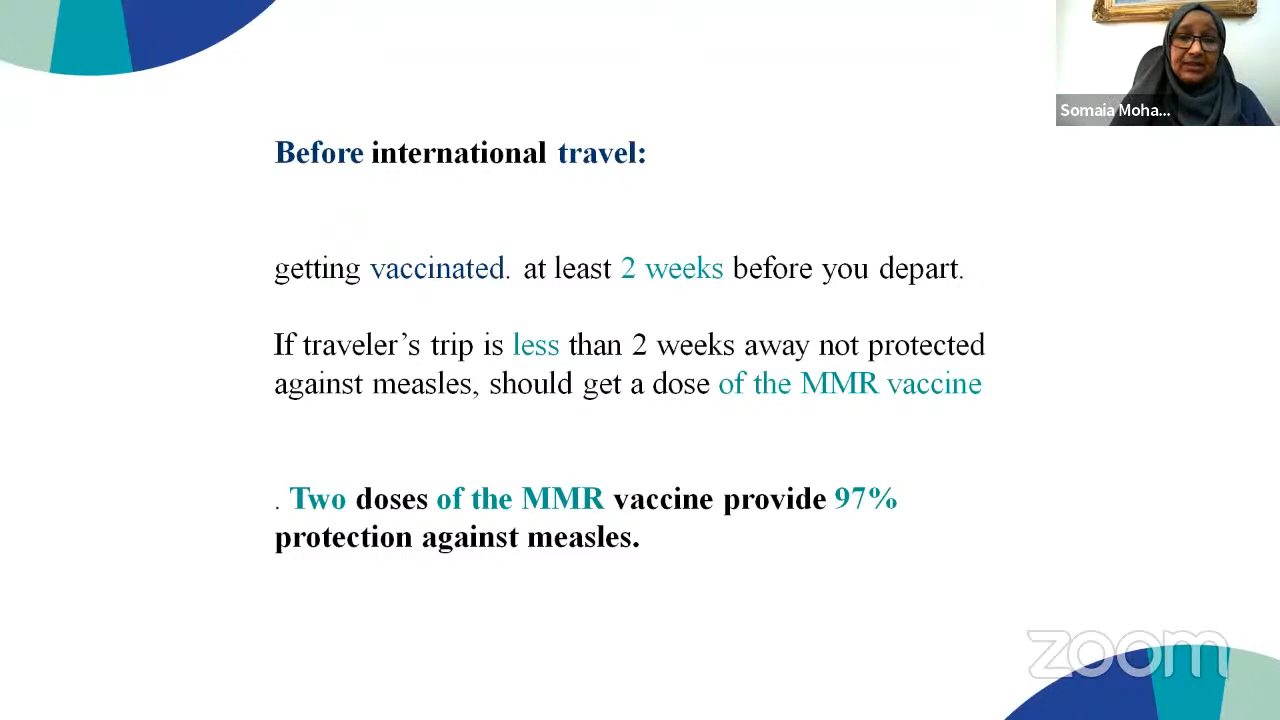 Somaia Moha...
Before international travel:
getting vaccinated. at least 2 weeks before you depart.
If traveler’s trip is less than 2 weeks away not protected
against measles, should get a dose of the MMR vaccine
. Two doses of the MMR vaccine provide 97%
protection against measles.
zoom